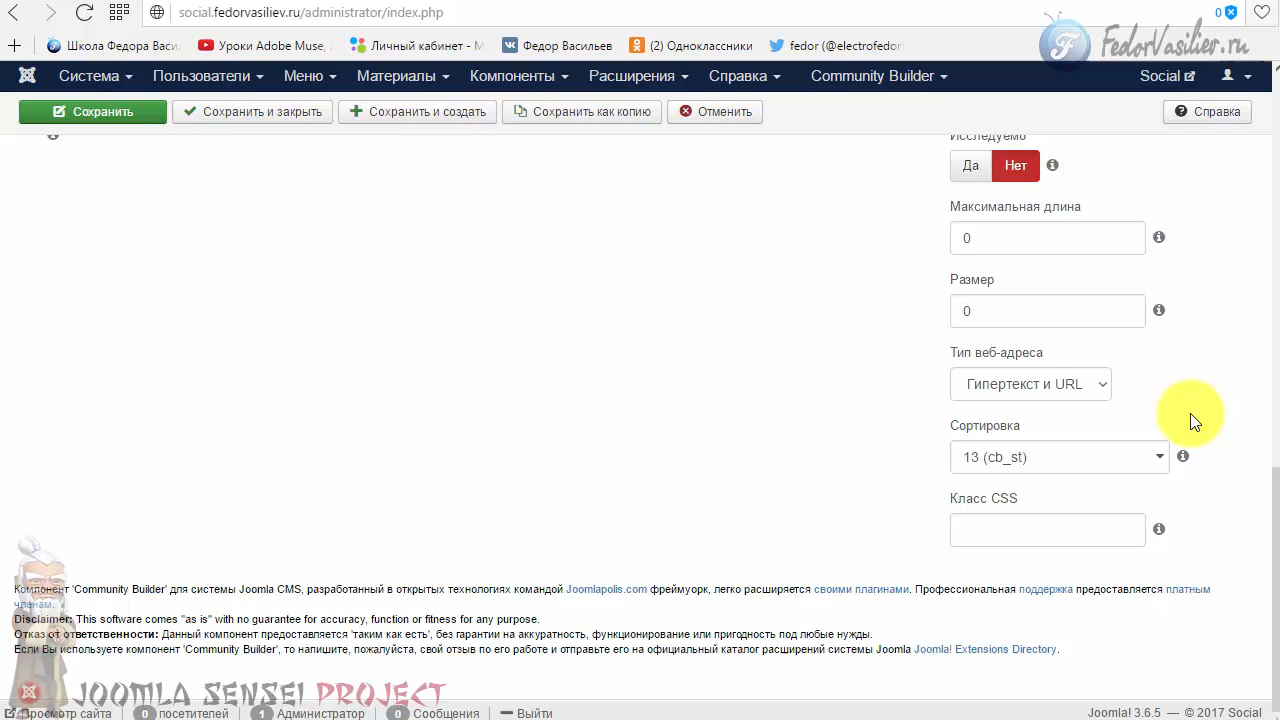 social.fedorvasiliev.ru/administrator/index.php
0
Школа Федора Васи
Уроки Adobe Muse,
Личный кабинет - М
Федор Васильев
(2) Одноклассники
fedor (@electrofedor
FedorVasiliev.ru
Система
Пользователи
Меню
Материалы
Компоненты
Расширения
Справка
Community Builder
Social
Сохранить
Сохранить и закрыть
Сохранить и создать
Сохранить как копию
Отменить
Справка
Исследуемо
Да
Нет
Максимальная длина
0
Размер
0
Тип веб-адреса
Гипертекст и URL
Сортировка
13 (cb_st)
Класс CSS
Компонент 'Community Builder' для системы Joomla CMS, разработанный в открытых технологиях командой Joomlapolis.com фреймуорк, легко расширяется своими плагинами. Профессиональная поддержка предоставляется платным
членам.
Disclaimer: This software comes "as is" with no guarantee for accuracy, function or fitness for any purpose.
Отказ от ответственности: Данный компонент предоставляется 'таким как есть', без гарантии на аккуратность, функционирование или пригодность под любые нужды.
Если Вы используете компонент 'Community Builder', то напишите, пожалуйста, свой отзыв по его работе и отправьте его на официальный каталог расширений системы Joomla Joomla! Extensions Directory.
JOOMLA SENSEI PROJECT
Просмотр сайта
0 посетителей
1 Администратор
0 Сообщения
Выйти
Joomla! 3.6.5 — © 2017 Social